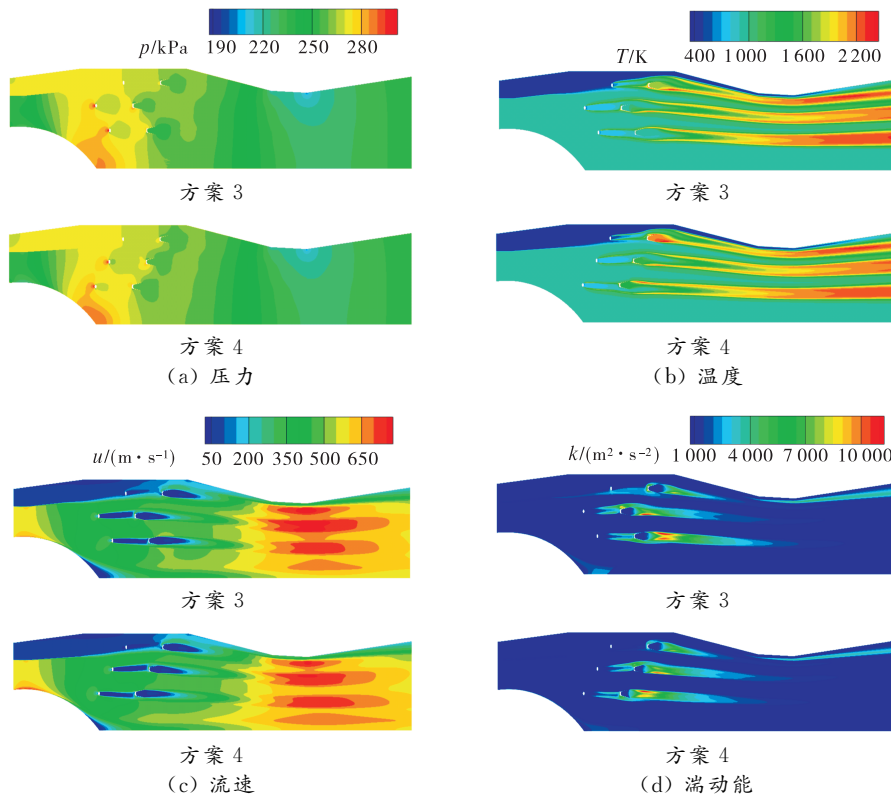 p/kPa
190 220 250 280
方案 3
方案 4
(a) 压力
T/K
400 1 000 1 600 2 200
方案 3
方案 4
(b) 温度
u/(m·s⁻¹)
50 200 350 500 650
方案 3
方案 4
(c) 流速
k/(m²·s⁻²)
1 000 4 000 7 000 10 000
方案 3
方案 4
(d) 湍动能